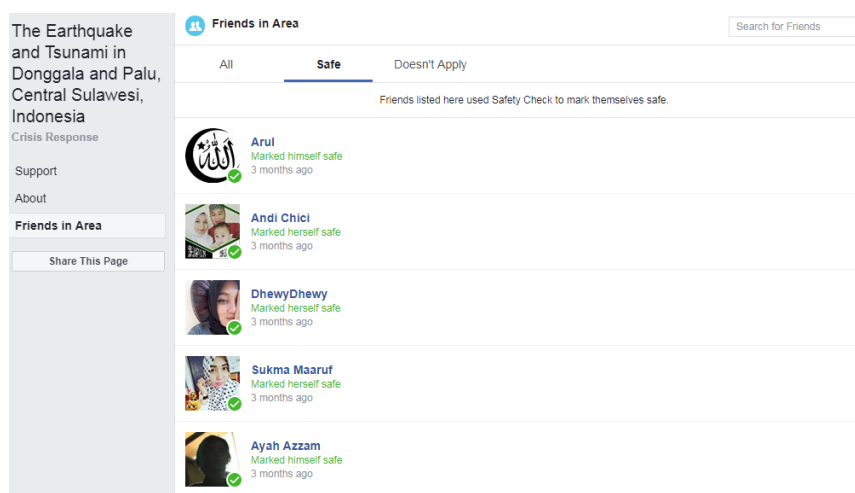 The Earthquake
and Tsunami in
Donggala and Palu,
Central Sulawesi,
Indonesia
Crisis Response
Support
About
Friends in Area
Share This Page
Friends in Area
Search for Friends
All
Safe
Doesn't Apply
Friends listed here used Safety Check to mark themselves safe.
الله
Arul
Marked himself safe
3 months ago
Andi Chici
Marked herself safe
3 months ago
DhewyDhewy
Marked herself safe
3 months ago
Sukma Maaruf
Marked herself safe
3 months ago
Ayah Azzam
Marked himself safe
3 months ago